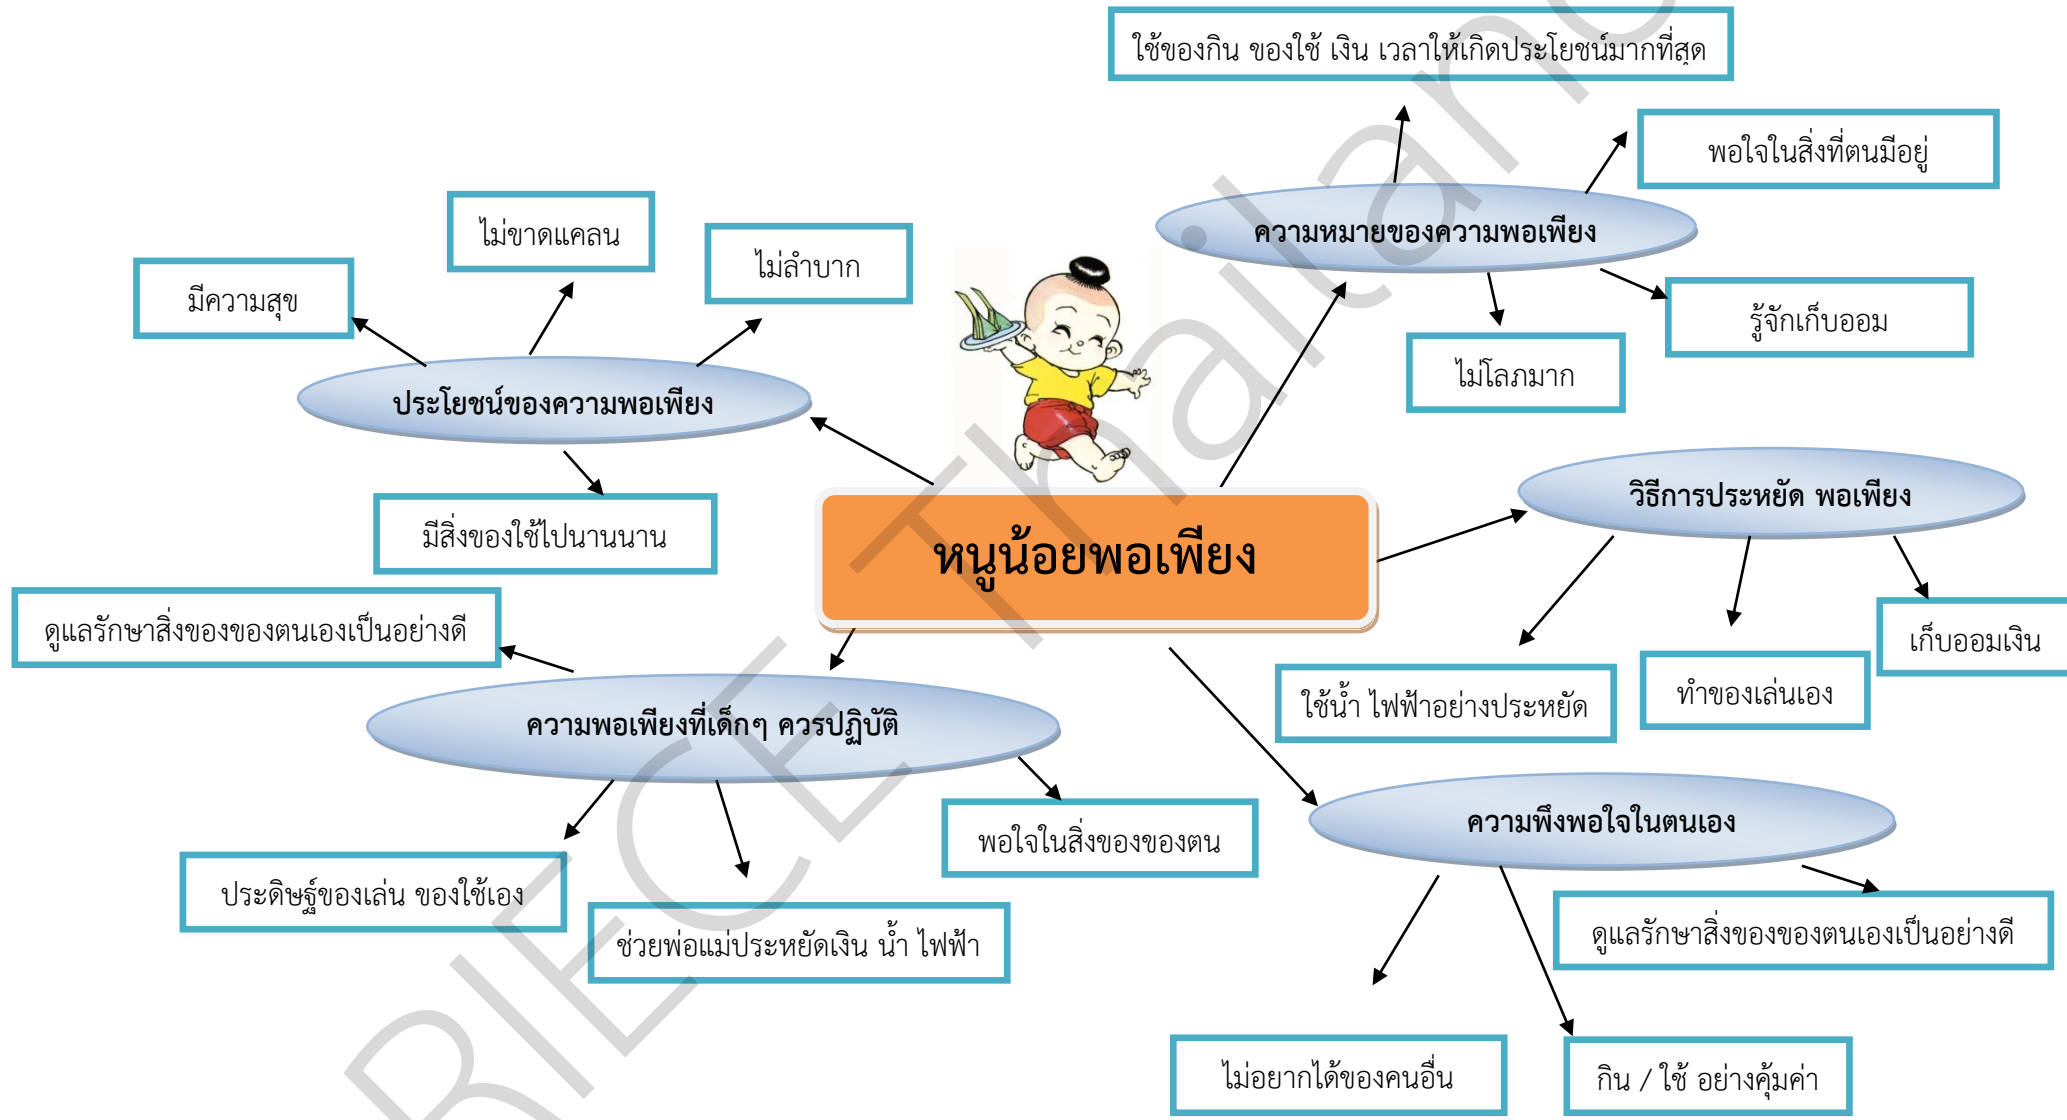 ใช้ของกิน ของใช้ เงิน เวลาให้เกิดประโยชน์มากที่สุด
พอใจในสิ่งที่ตนมีอยู่
ความหมายของความพอเพียง
รู้จักเก็บออม
ไม่โลภมาก
ไม่ขาดแคลน
ไม่ลำบาก
มีความสุข
ประโยชน์ของความพอเพียง
มีสิ่งของใช้ไปนานนาน
หนูน้อยพอเพียง
วิธีการประหยัด พอเพียง
เก็บออมเงิน
ทำของเล่นเอง
ใช้น้ำ ไฟฟ้าอย่างประหยัด
ดูแลรักษาสิ่งของของตนเองเป็นอย่างดี
ความพอเพียงที่เด็กๆ ควรปฏิบัติ
พอใจในสิ่งของของตน
ประดิษฐ์ของเล่น ของใช้เอง
ช่วยพ่อแม่ประหยัดเงิน น้ำ ไฟฟ้า
ความพึงพอใจในตนเอง
ดูแลรักษาสิ่งของของตนเองเป็นอย่างดี
ไม่อยากได้ของคนอื่น
กิน / ใช้ อย่างคุ้มค่า
RIECE Thailand